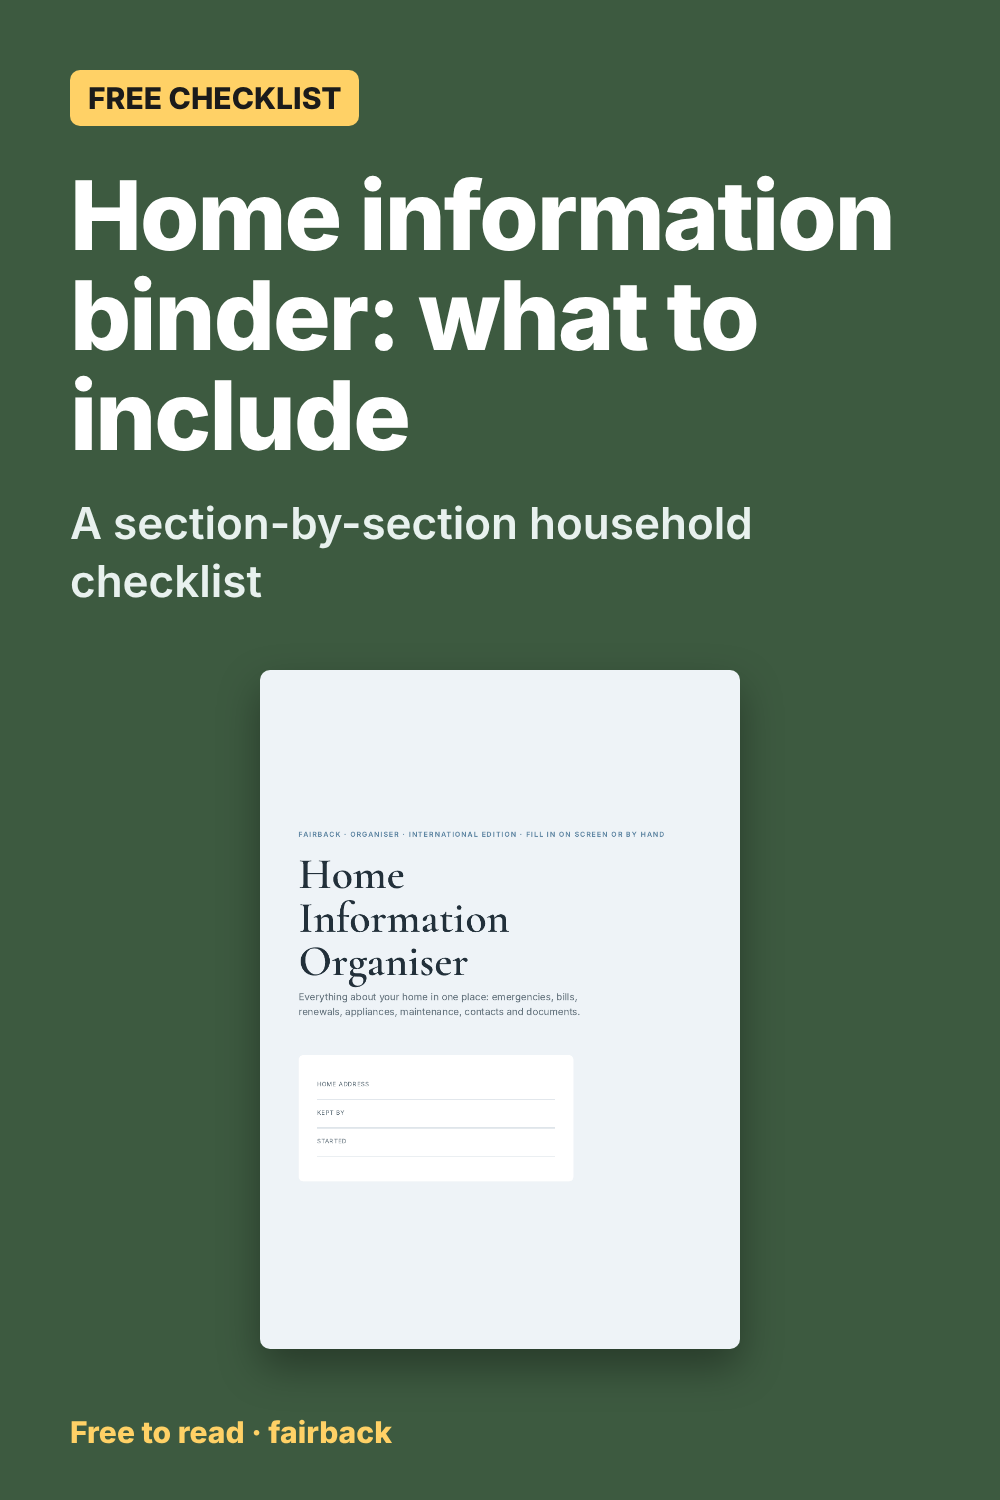 FREE CHECKLIST
Home information
binder: what to
include
A section-by-section household
checklist
FAIRBACK · ORGANISER · INTERNATIONAL EDITION · FILL IN ON SCREEN OR BY HAND
Home
Information
Organiser
Everything about your home in one place: emergencies, bills,
renewals, appliances, maintenance, contacts and documents.
HOME ADDRESS
KEPT BY
STARTED
Free to read · fairback